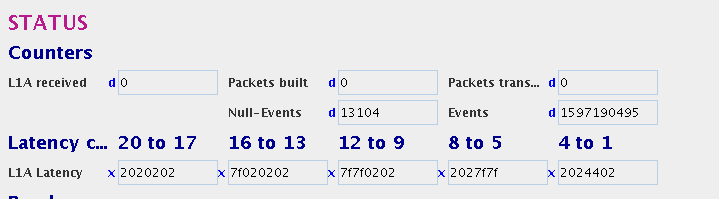 STATUS
Counters
L1A received d 0 Packets built d 0 Packets trans... d 0
Null-Events d 13104 Events d 1597190495
Latency c... 20 to 17 16 to 13 12 to 9 8 to 5 4 to 1
L1A Latency x 2020202 x 7f020202 x 7f7f0202 x 2027f7f x 2024402